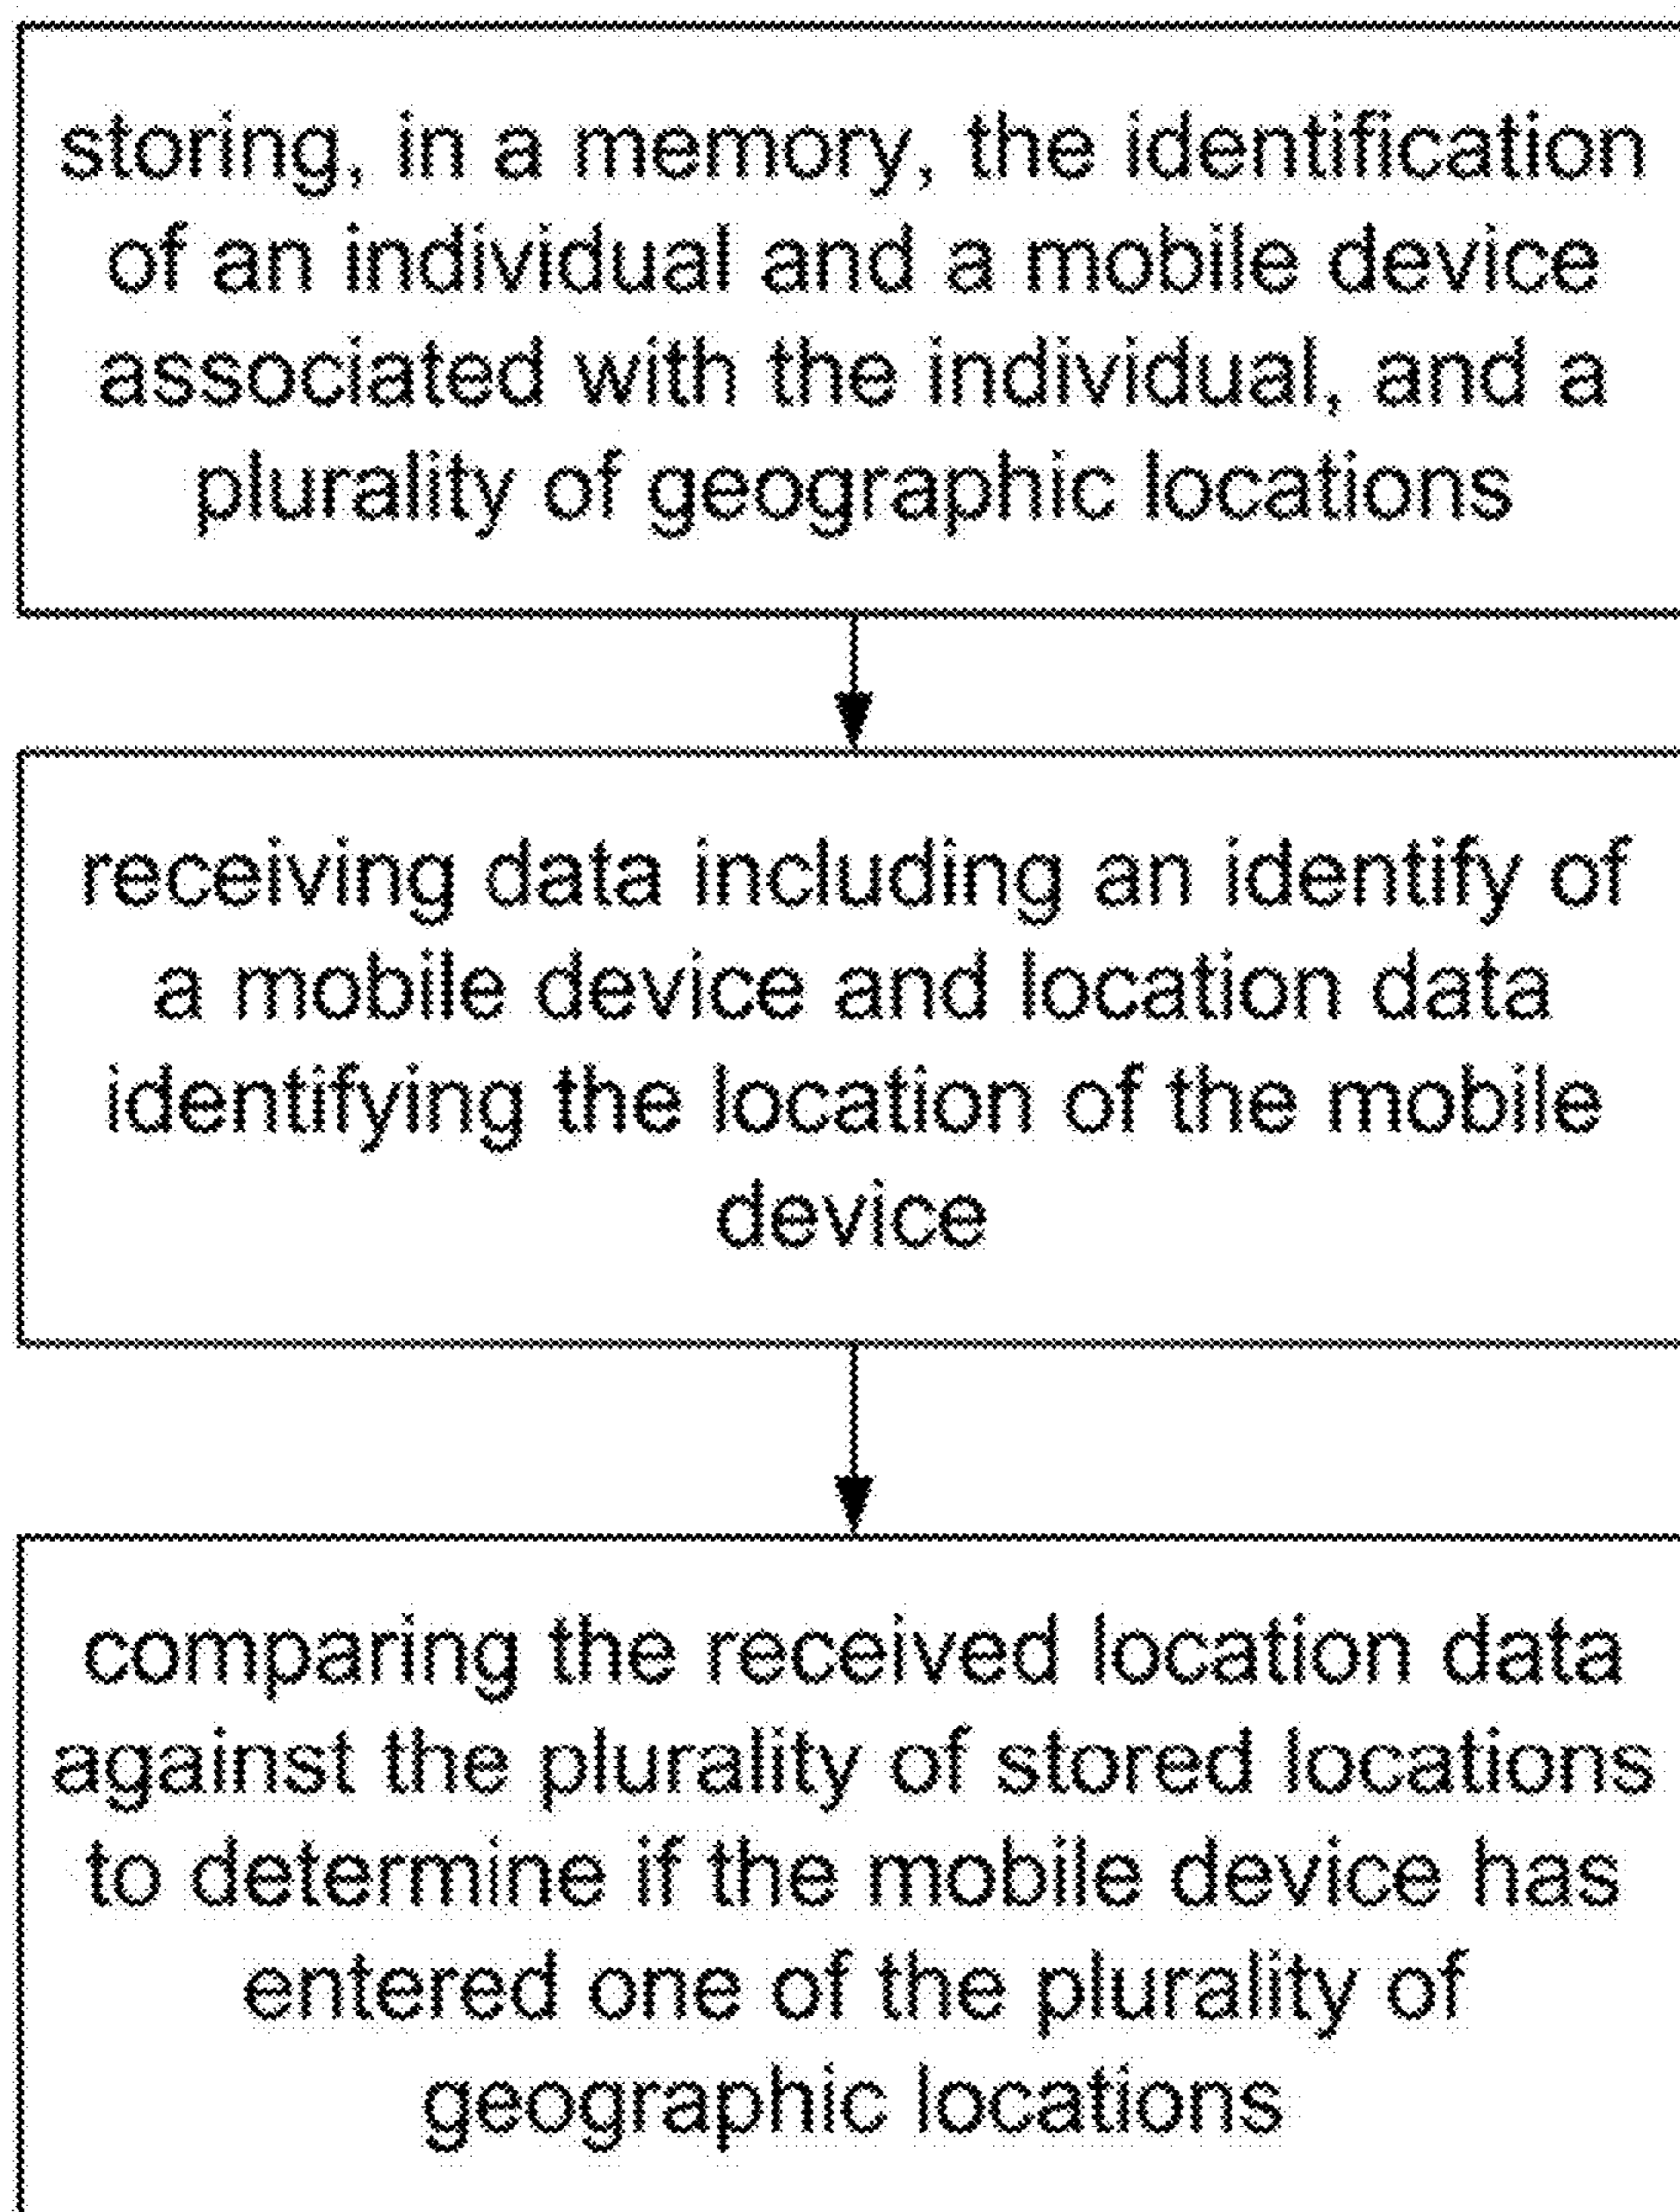 storing, in a memory, the identification
of an individual and a mobile device
associated with the individual, and a
plurality of geographic locations
receiving data including an identify of
a mobile device and location data
identifying the location of the mobile
device
comparing the received location data
against the plurality of stored locations
to determine if the mobile device has
entered one of the plurality of
geographic locations